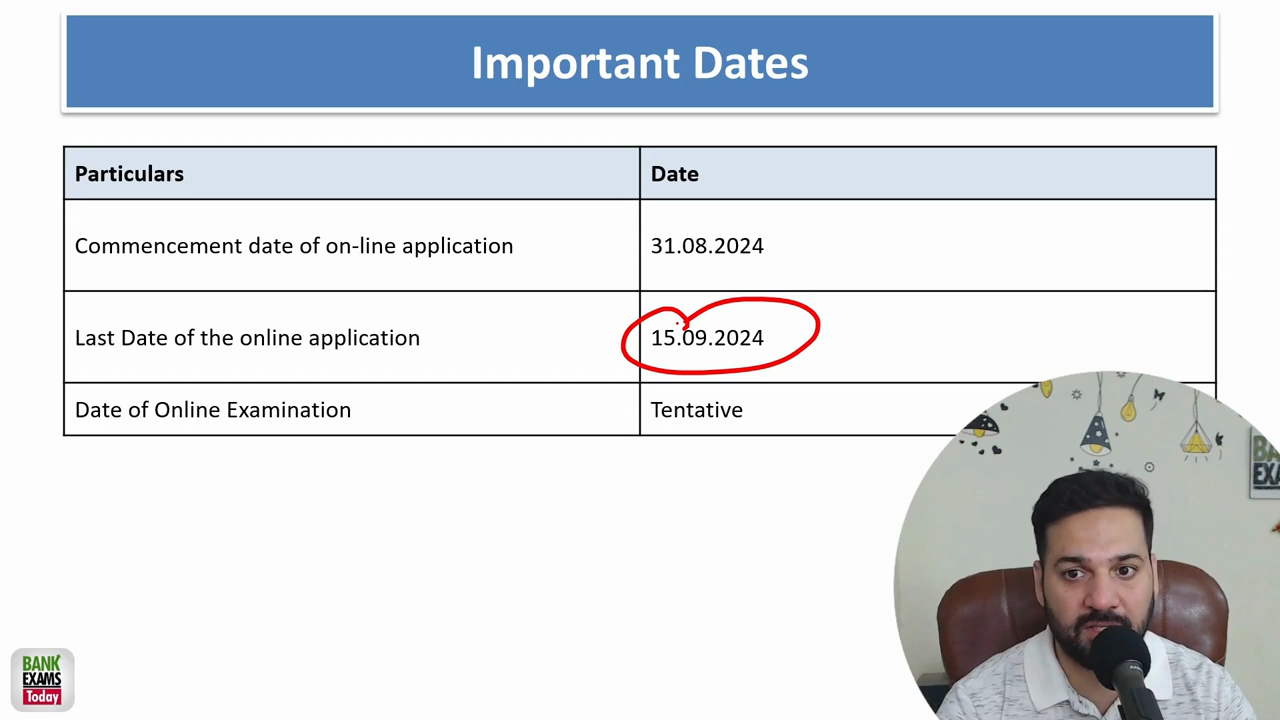 Important Dates
Particulars Date
Commencement date of on-line application 31.08.2024
Last Date of the online application 15.09.2024
Date of Online Examination Tentative
BANK
EXAMS
Today